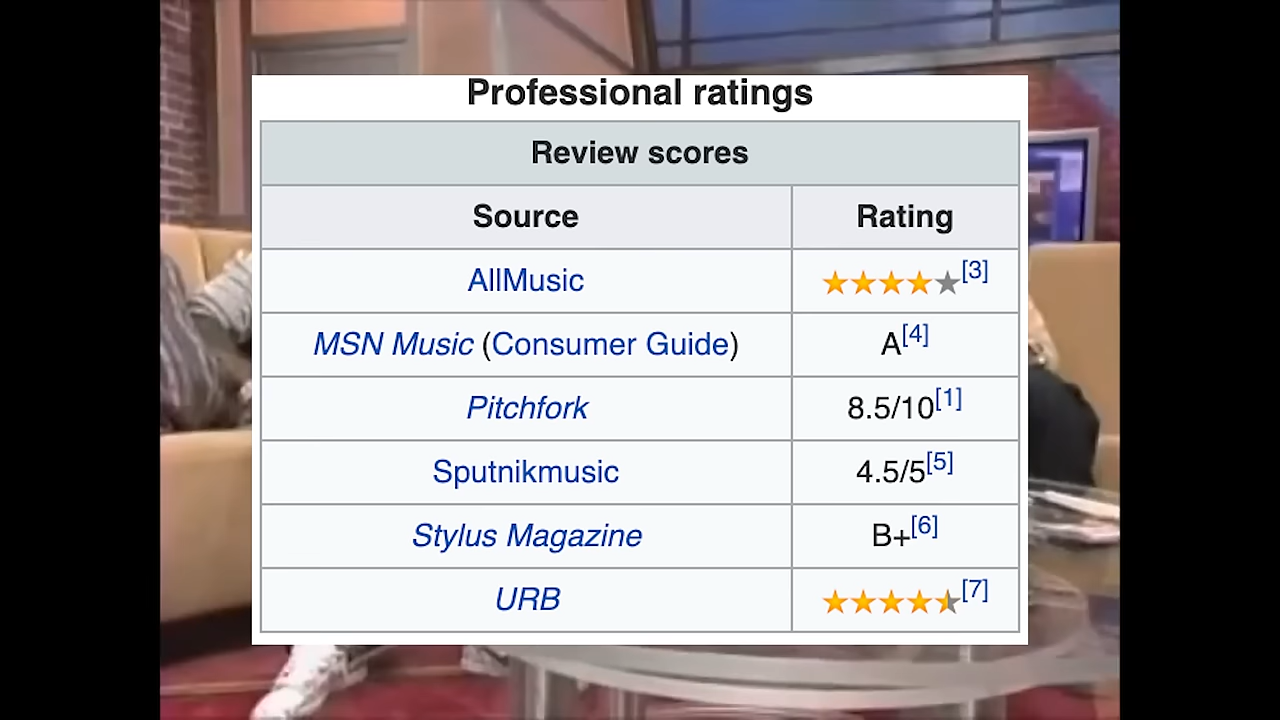 Professional ratings
Review scores
Source Rating
AllMusic ★★★★★[3]
MSN Music (Consumer Guide) A[4]
Pitchfork 8.5/10[1]
Sputnikmusic 4.5/5[5]
Stylus Magazine B+[6]
URB ★★★★★[7]